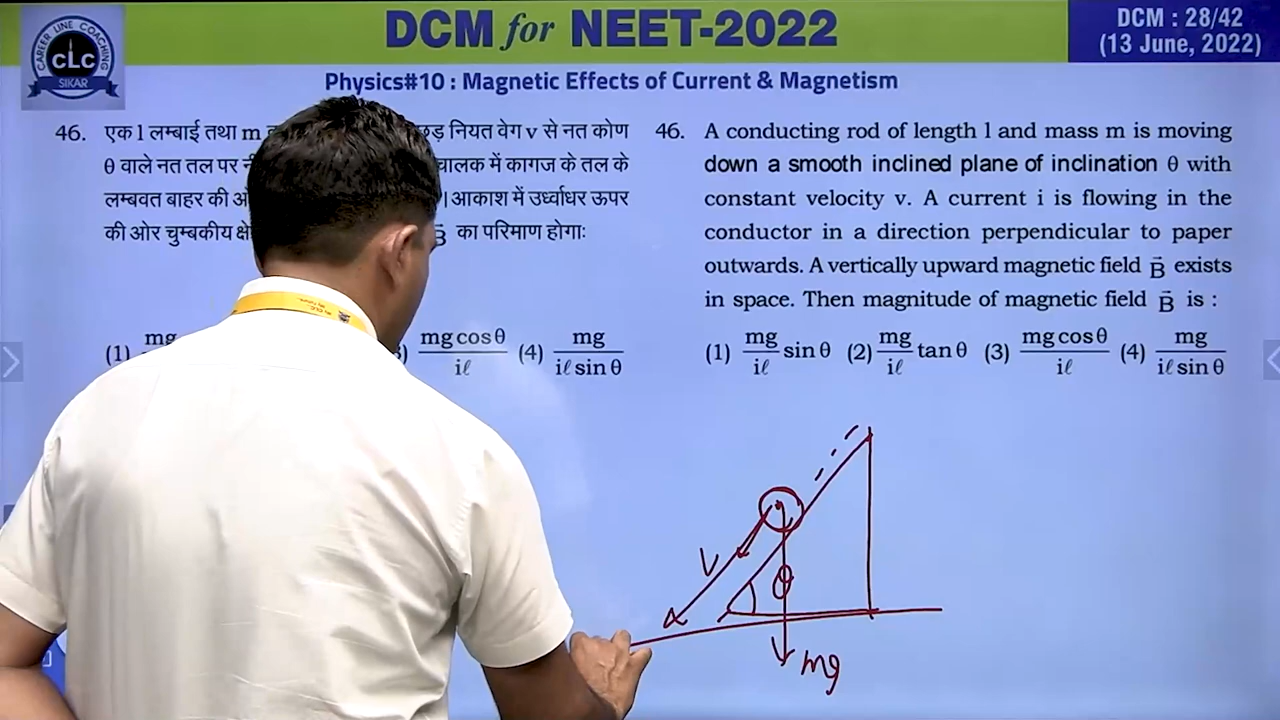 DCM for NEET-2022
DCM : 28/42
(13 June, 2022)
CAREER LINE COACHING
CLC
SIKAR
Physics#10 : Magnetic Effects of Current & Magnetism
46. एक l लम्बाई तथा m छड़ नियत वेग v से नत कोण
θ वाले नत तल पर चालक में कागज के तल के
लम्बवत बाहर की । आकाश में उर्ध्वाधर ऊपर
की ओर चुम्बकीय B⃗ का परिमाण होगाः
(1) mg (3) mg cosθ / iℓ (4) mg / iℓ sinθ
46. A conducting rod of length l and mass m is moving
down a smooth inclined plane of inclination θ with
constant velocity v. A current i is flowing in the
conductor in a direction perpendicular to paper
outwards. A vertically upward magnetic field B⃗ exists
in space. Then magnitude of magnetic field B⃗ is :
(1) mg/iℓ sinθ (2) mg/iℓ tanθ (3) mg cosθ / iℓ (4) mg / iℓ sinθ
V
θ
mg